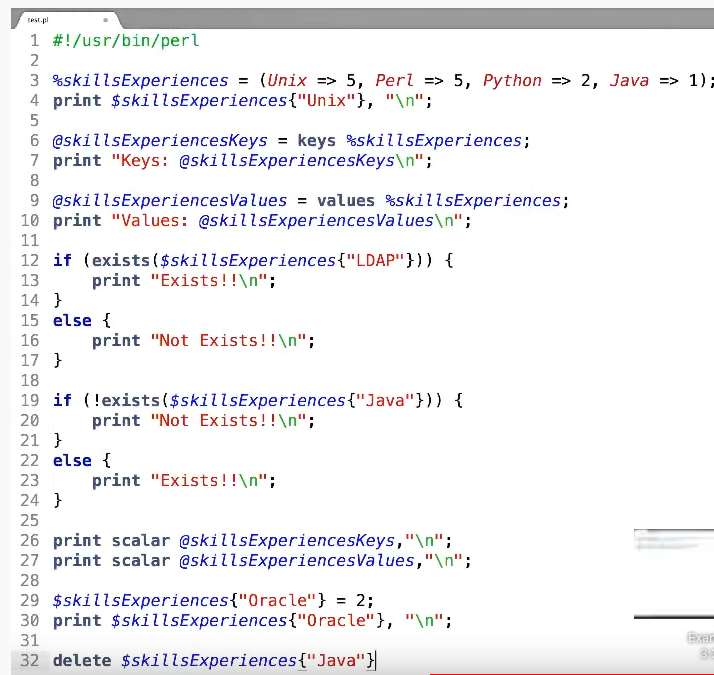 test.pl
1 #!/usr/bin/perl
2
3 %skillsExperiences = (Unix => 5, Perl => 5, Python => 2, Java => 1);
4 print $skillsExperiences{"Unix"}, "\n";
5
6 @skillsExperiencesKeys = keys %skillsExperiences;
7 print "Keys: @skillsExperiencesKeys\n";
8
9 @skillsExperiencesValues = values %skillsExperiences;
10 print "Values: @skillsExperiencesValues\n";
11
12 if (exists($skillsExperiences{"LDAP"})) {
13     print "Exists!!\n";
14 }
15 else {
16     print "Not Exists!!\n";
17 }
18
19 if (!exists($skillsExperiences{"Java"})) {
20     print "Not Exists!!\n";
21 }
22 else {
23     print "Exists!!\n";
24 }
25
26 print scalar @skillsExperiencesKeys,"\n";
27 print scalar @skillsExperiencesValues,"\n";
28
29 $skillsExperiences{"Oracle"} = 2;
30 print $skillsExperiences{"Oracle"}, "\n";
31
32 delete $skillsExperiences{"Java"}